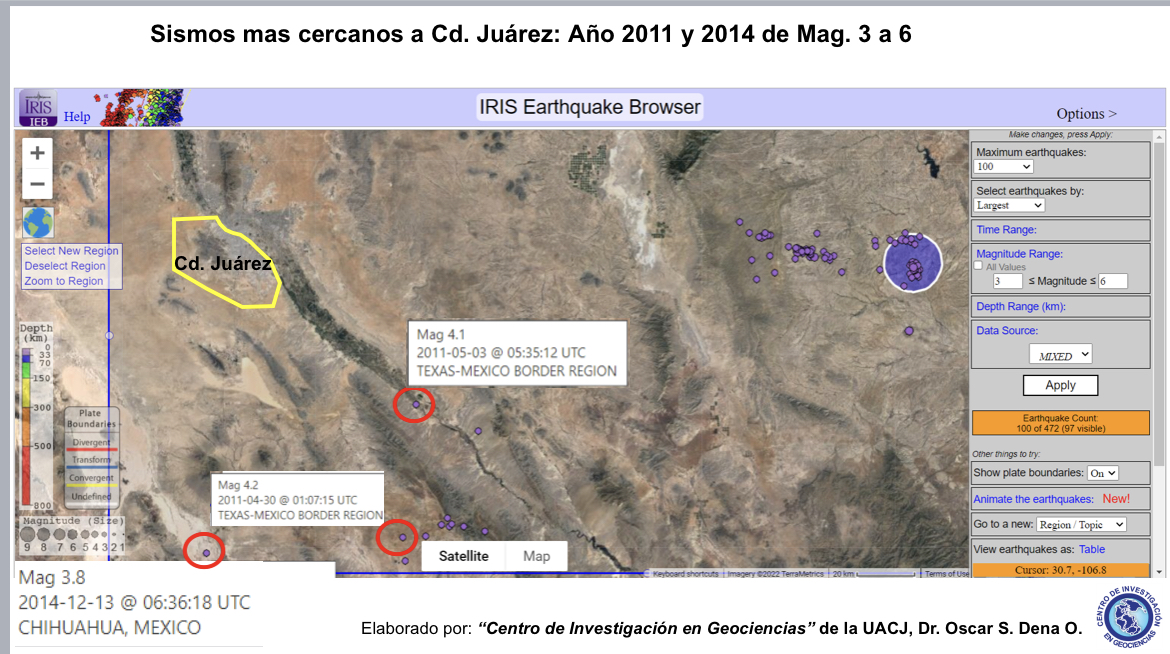 Sismos mas cercanos a Cd. Juárez: Año 2011 y 2014 de Mag. 3 a 6
IRIS
IEB
Help
IRIS Earthquake Browser
Options >
+
−
Select New Region
Deselect Region
Zoom to Region
Cd. Juárez
Depth
(km)
0
33
70
150
300
500
800
Plate
Boundaries
Divergent
Transform
Convergent
Undefined
Magnitude (Size)
9 8 7 6 5 4 3 2 1
Mag 4.1
2011-05-03 @ 05:35:12 UTC
TEXAS-MEXICO BORDER REGION
Mag 4.2
2011-04-30 @ 01:07:15 UTC
TEXAS-MEXICO BORDER REGION
Mag 3.8
2014-12-13 @ 06:36:18 UTC
CHIHUAHUA, MEXICO
Satellite Map
Keyboard shortcuts Imagery ©2022 TerraMetrics 20 km Terms of Use
Make changes, press Apply:
Maximum earthquakes:
100
Select earthquakes by:
Largest
Time Range:
Magnitude Range:
All Values
3 ≤ Magnitude ≤ 6
Depth Range (km):
Data Source:
MIXED
Apply
Earthquake Count:
100 of 472 (97 visible)
Other things to try:
Show plate boundaries: On
Animate the earthquakes: New!
Go to a new: Region / Topic
View earthquakes as: Table
Cursor: 30.7, -106.8
Elaborado por: “Centro de Investigación en Geociencias” de la UACJ, Dr. Oscar S. Dena O.
CENTRO DE INVESTIGACIÓN
EN GEOCIENCIAS